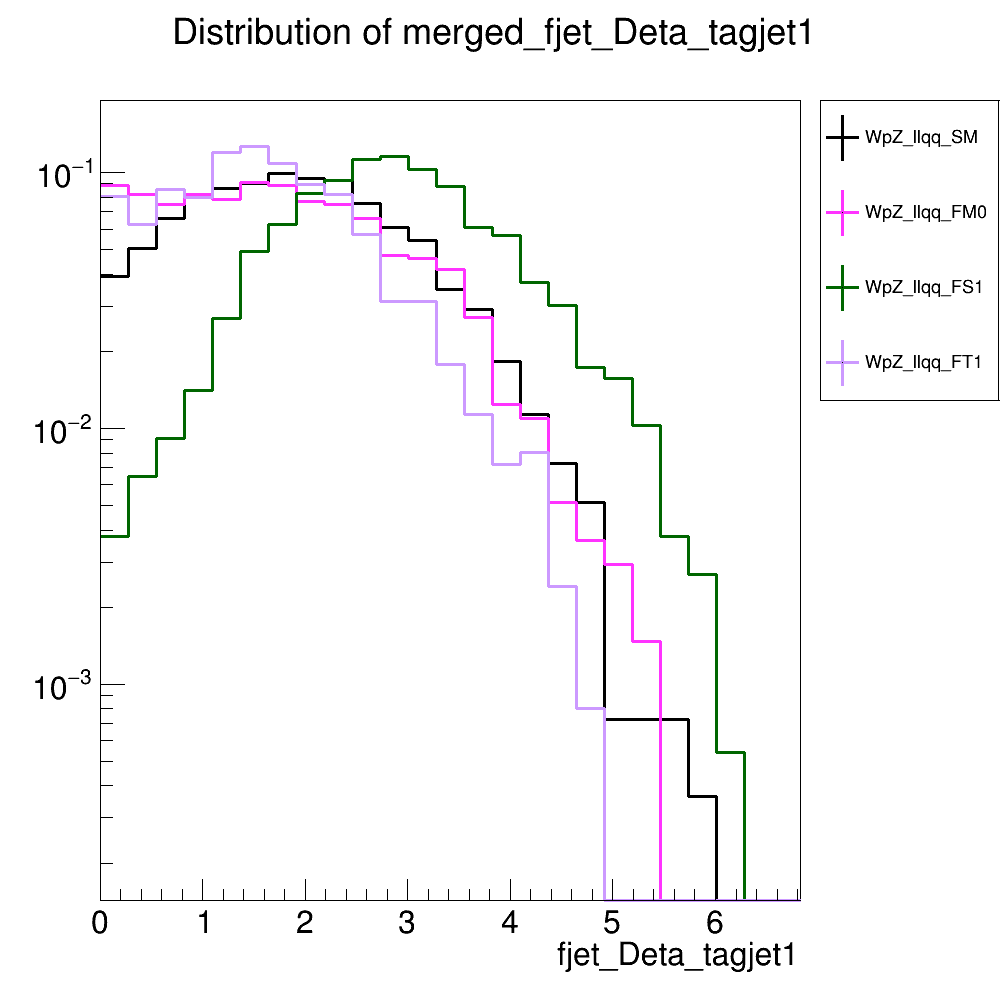 Distribution of merged_fjet_Deta_tagjet1
WpZ_llqq_SM
WpZ_llqq_FM0
WpZ_llqq_FS1
WpZ_llqq_FT1
10⁻¹
10⁻²
10⁻³
0 1 2 3 4 5 6
fjet_Deta_tagjet1